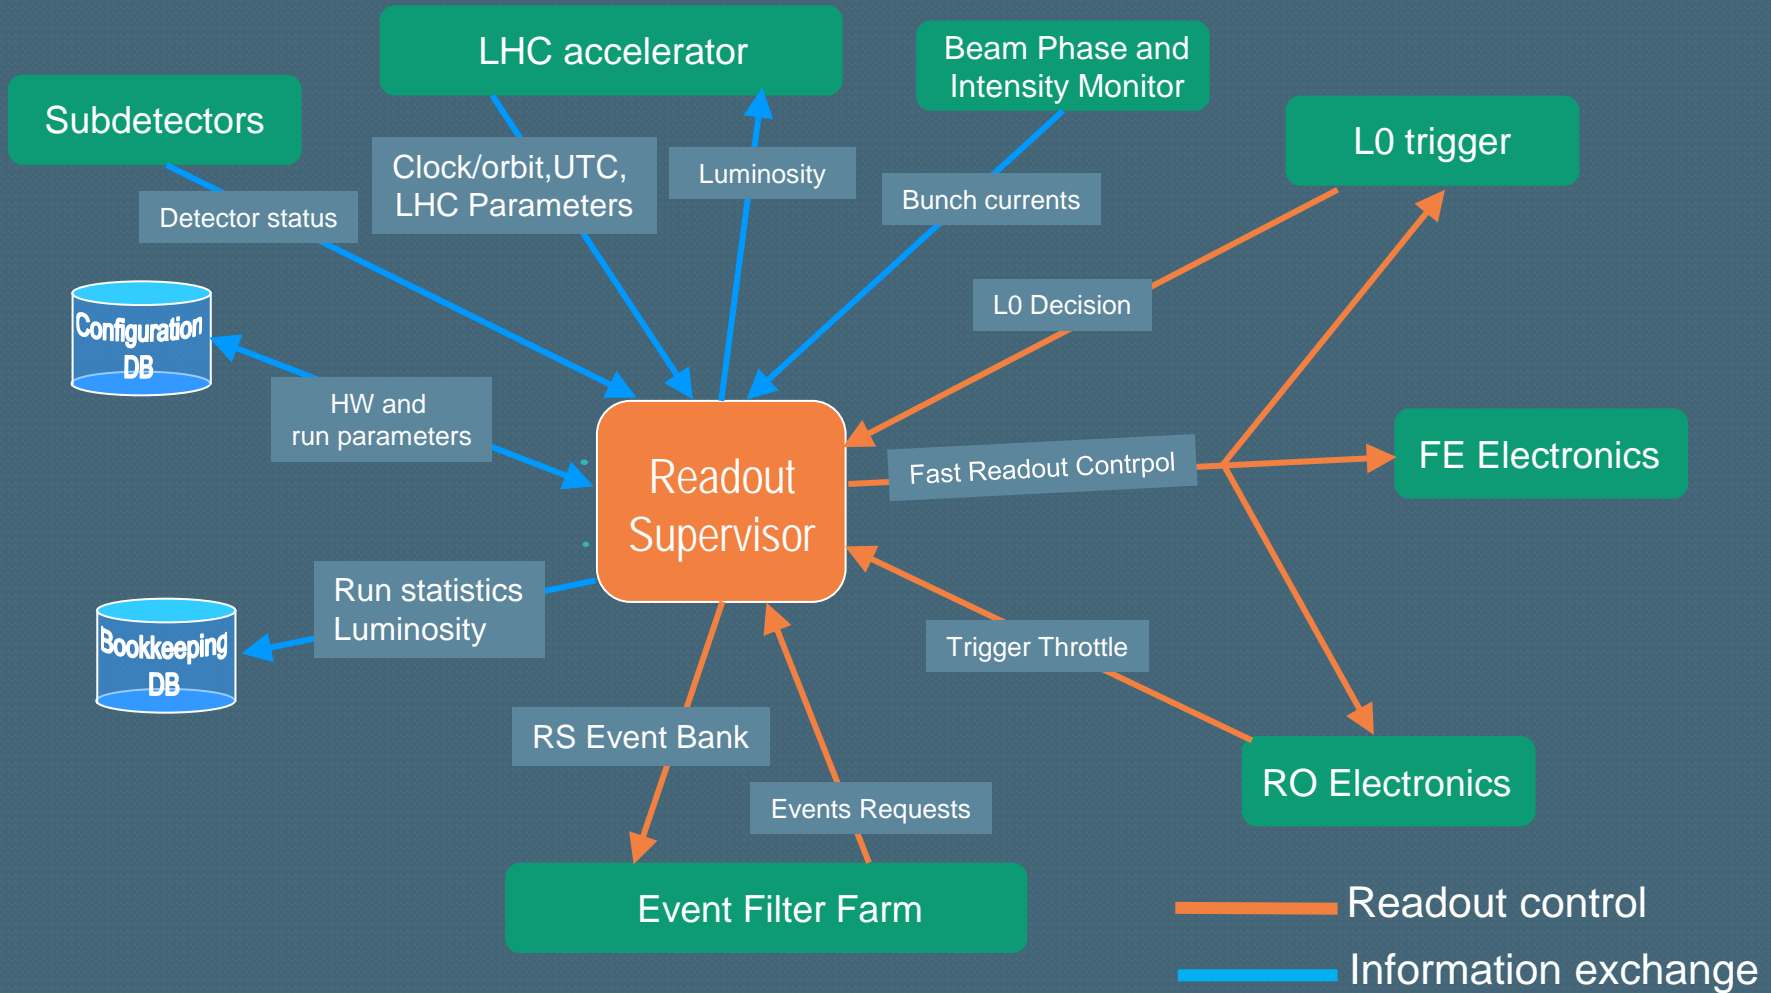 LHC accelerator
Beam Phase and
Intensity Monitor
Subdetectors
L0 trigger
Clock/orbit,UTC,
LHC Parameters
Luminosity
Bunch currents
Detector status
L0 Decision
Configuration
DB
HW and
run parameters
Readout
Supervisor
Fast Readout Contrpol
FE Electronics
Run statistics
Luminosity
Bookkeeping
DB
Trigger Throttle
RS Event Bank
Events Requests
RO Electronics
Event Filter Farm
Readout control
Information exchange